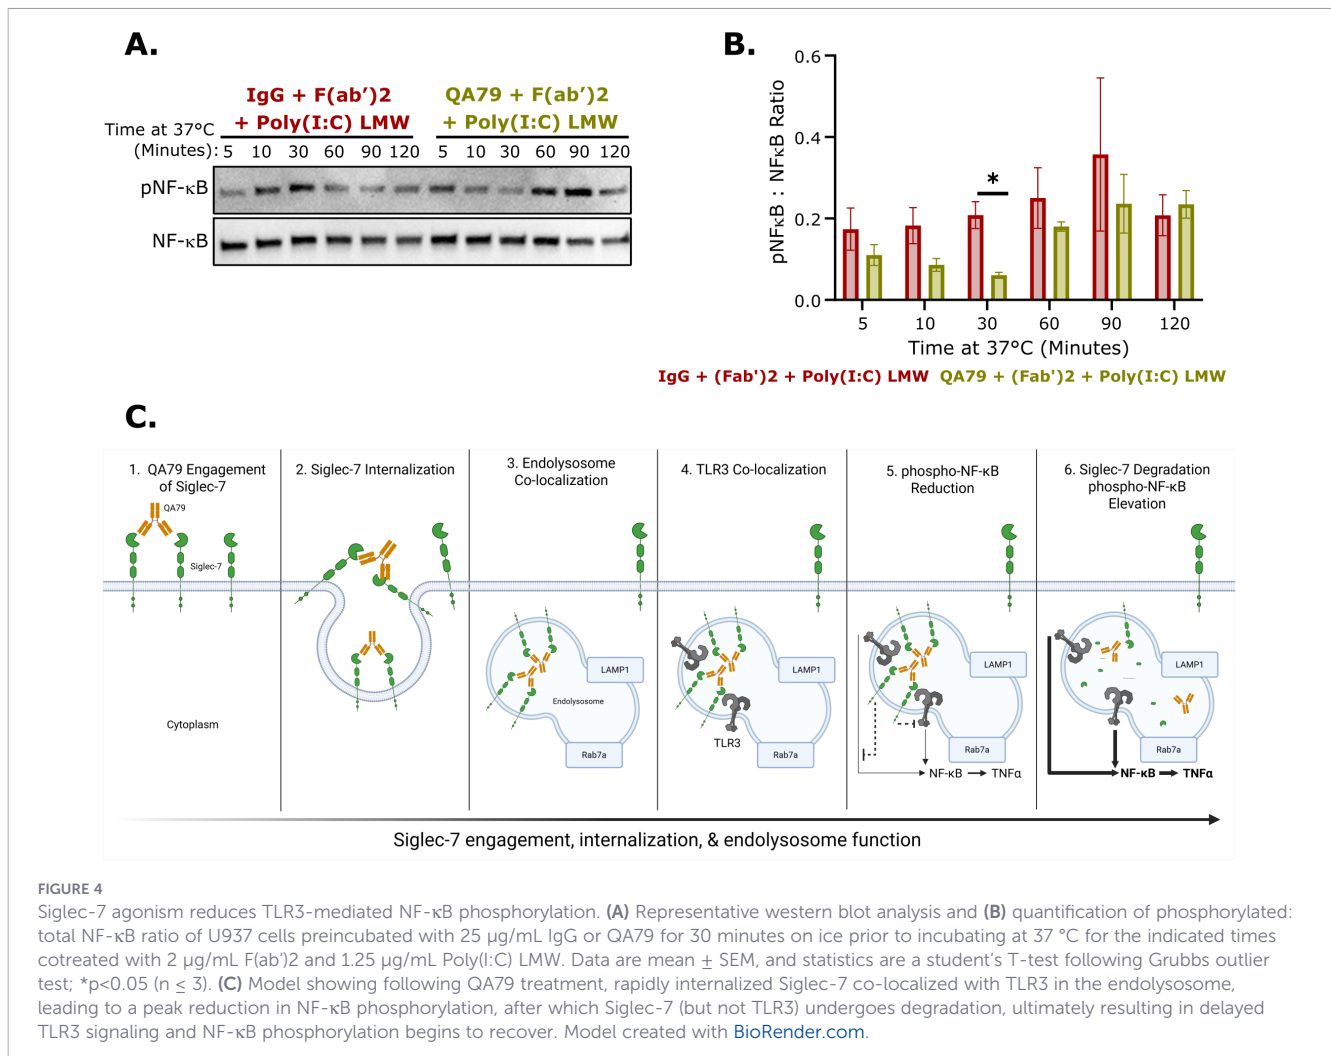 A.
IgG + F(ab')2
+ Poly(I:C) LMW
QA79 + F(ab')2
+ Poly(I:C) LMW
Time at 37°C
(Minutes):
5 10 30 60 90 120 5 10 30 60 90 120
pNF-κB
NF-κB
B.
pNFκB : NFκB Ratio
0.6
0.4
0.2
0.0
*
5 10 30 60 90 120
Time at 37°C (Minutes)
IgG + (Fab')2 + Poly(I:C) LMW QA79 + (Fab')2 + Poly(I:C) LMW
C.
1. QA79 Engagement
of Siglec-7
QA79
Siglec-7
Cytoplasm
2. Siglec-7 Internalization
3. Endolysosome
Co-localization
LAMP1
Endolysosome
Rab7a
4. TLR3 Co-localization
LAMP1
TLR3
Rab7a
5. phospho-NF-κB
Reduction
LAMP1
Rab7a
NF-κB TNFα
6. Siglec-7 Degradation
phospho-NF-κB
Elevation
LAMP1
Rab7a
NF-κB TNFα
Siglec-7 engagement, internalization, & endolysosome function
FIGURE 4
Siglec-7 agonism reduces TLR3-mediated NF-κB phosphorylation. (A) Representative western blot analysis and (B) quantification of phosphorylated:
total NF-κB ratio of U937 cells preincubated with 25 µg/mL IgG or QA79 for 30 minutes on ice prior to incubating at 37 °C for the indicated times
cotreated with 2 µg/mL F(ab')2 and 1.25 µg/mL Poly(I:C) LMW. Data are mean ± SEM, and statistics are a student's T-test following Grubbs outlier
test; *p<0.05 (n ≤ 3). (C) Model showing following QA79 treatment, rapidly internalized Siglec-7 co-localized with TLR3 in the endolysosome,
leading to a peak reduction in NF-κB phosphorylation, after which Siglec-7 (but not TLR3) undergoes degradation, ultimately resulting in delayed
TLR3 signaling and NF-κB phosphorylation begins to recover. Model created with BioRender.com.